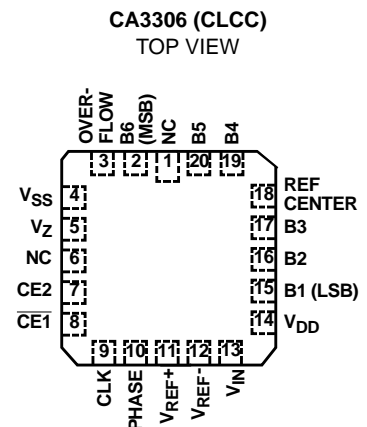 CA3306 (CLCC)
TOP VIEW
OVER-
FLOW
B6
(MSB)
NC
B5
B4
3
2
1
20
19
VSS
4
VZ
5
NC
6
CE2
7
CE1
8
18
REF
CENTER
17
B3
16
B2
15
B1 (LSB)
14
VDD
9
10
11
12
13
CLK
PHASE
VREF+
VREF-
VIN